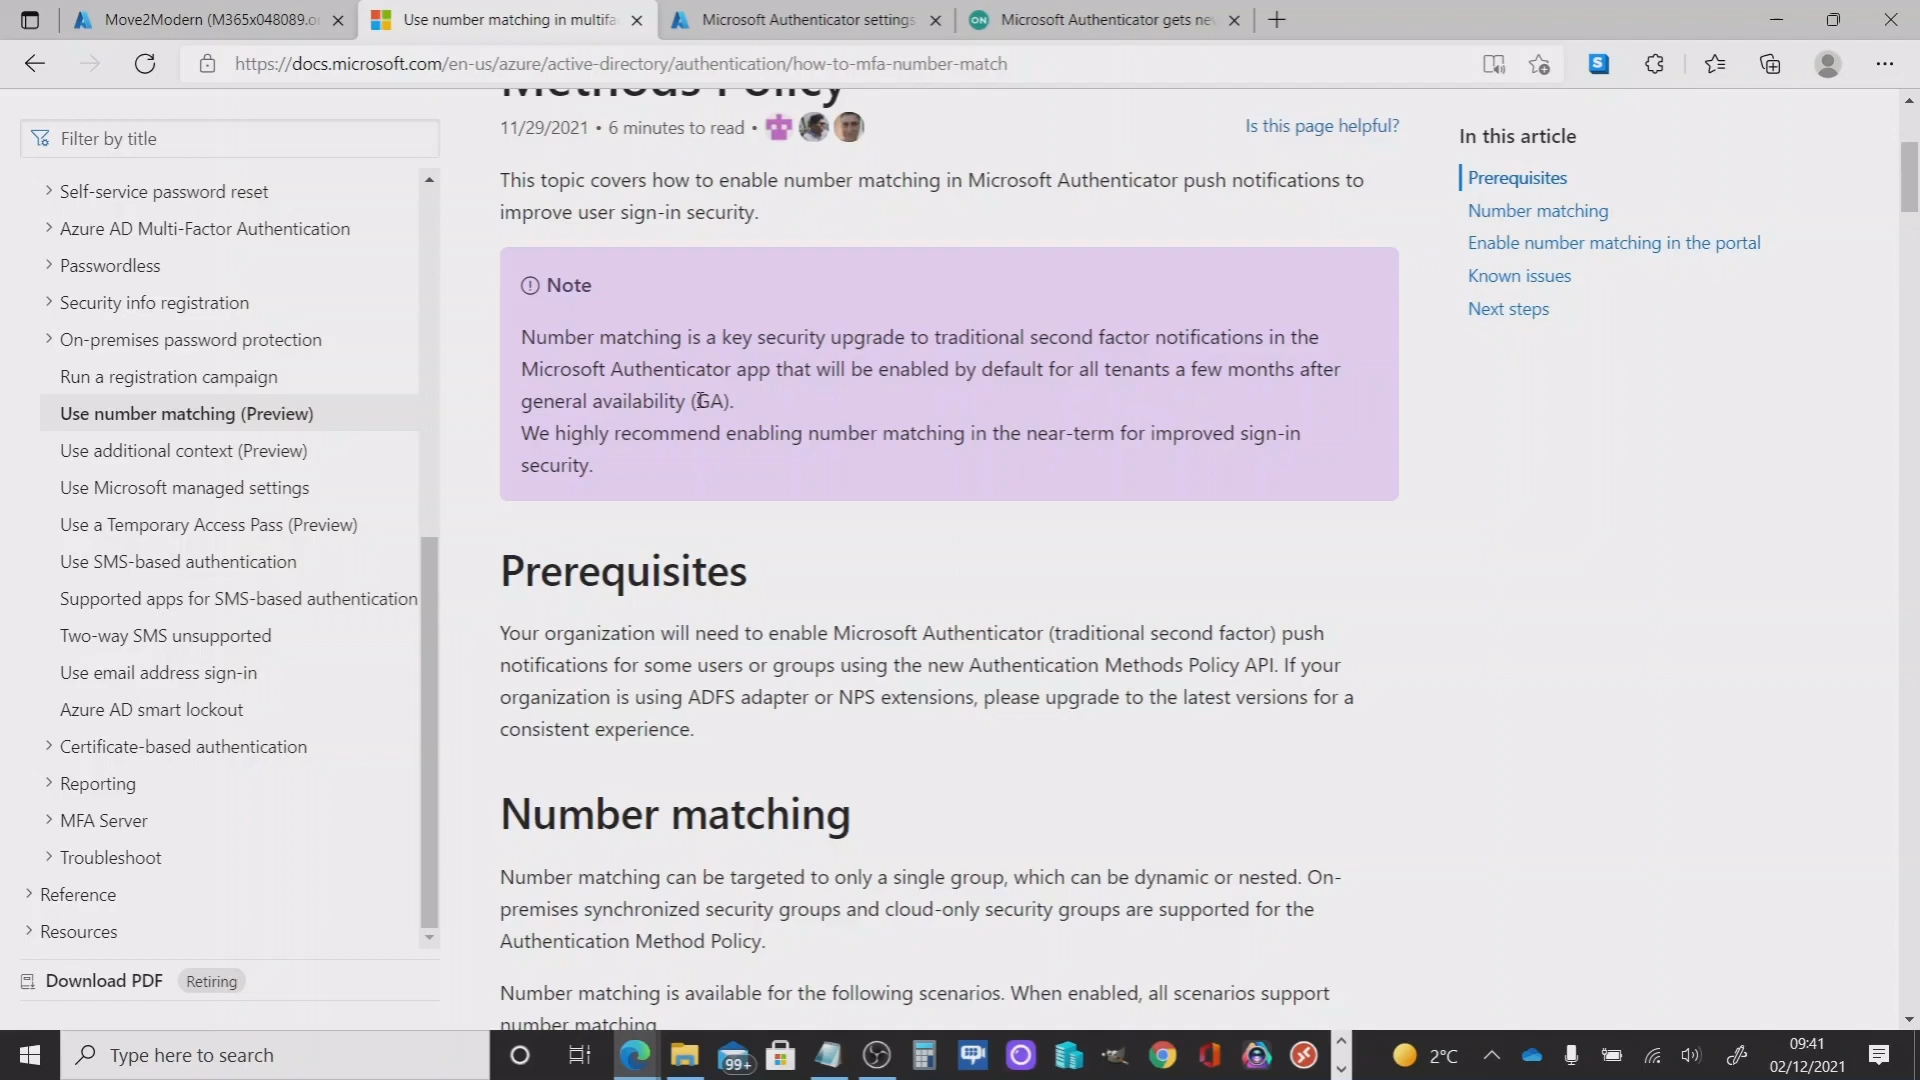 Move2Modern (M365x048089.o
Use number matching in multifa
Microsoft Authenticator settings
ON
Microsoft Authenticator gets ne
https://docs.microsoft.com/en-us/azure/active-directory/authentication/how-to-mfa-number-match
Filter by title
Self-service password reset
Azure AD Multi-Factor Authentication
Passwordless
Security info registration
On-premises password protection
Run a registration campaign
Use number matching (Preview)
Use additional context (Preview)
Use Microsoft managed settings
Use a Temporary Access Pass (Preview)
Use SMS-based authentication
Supported apps for SMS-based authentication
Two-way SMS unsupported
Use email address sign-in
Azure AD smart lockout
Certificate-based authentication
Reporting
MFA Server
Troubleshoot
Reference
Resources
Download PDF Retiring
Methods Policy
11/29/2021 • 6 minutes to read •
Is this page helpful?
This topic covers how to enable number matching in Microsoft Authenticator push notifications to
improve user sign-in security.
Note
Number matching is a key security upgrade to traditional second factor notifications in the
Microsoft Authenticator app that will be enabled by default for all tenants a few months after
general availability (GA).
We highly recommend enabling number matching in the near-term for improved sign-in
security.
Prerequisites
Your organization will need to enable Microsoft Authenticator (traditional second factor) push
notifications for some users or groups using the new Authentication Methods Policy API. If your
organization is using ADFS adapter or NPS extensions, please upgrade to the latest versions for a
consistent experience.
Number matching
Number matching can be targeted to only a single group, which can be dynamic or nested. On-
premises synchronized security groups and cloud-only security groups are supported for the
Authentication Method Policy.
Number matching is available for the following scenarios. When enabled, all scenarios support
number matching
In this article
Prerequisites
Number matching
Enable number matching in the portal
Known issues
Next steps
Type here to search
99+
2°C
09:41
02/12/2021